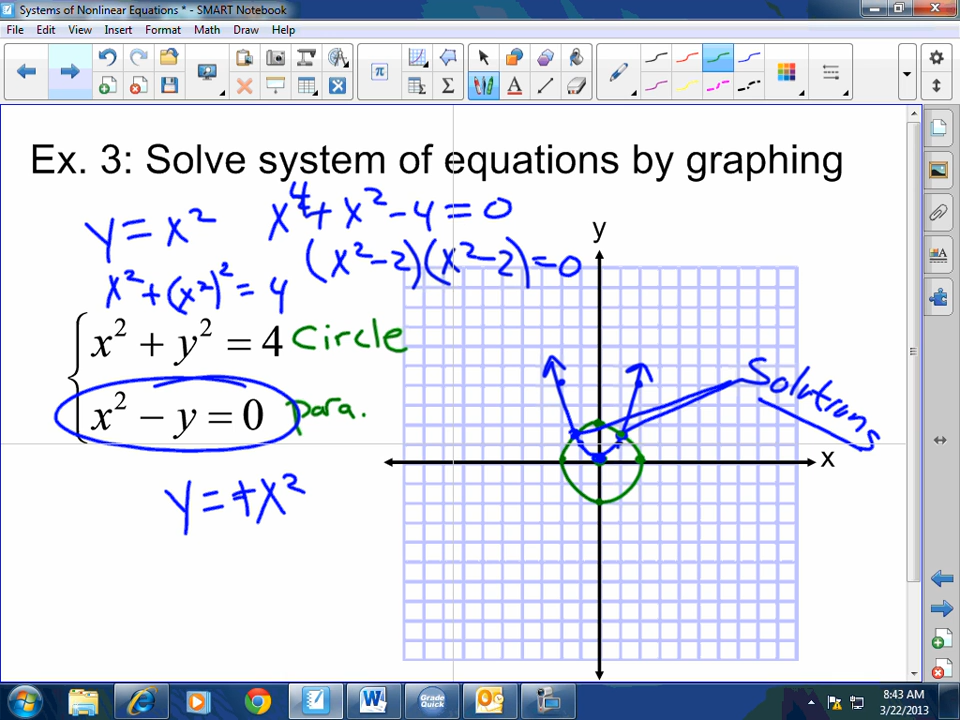 Systems of Nonlinear Equations * - SMART Notebook
File Edit View Insert Format Math Draw Help
Ex. 3: Solve system of equations by graphing
y = x² x⁴ + x² - 4 = 0
x² + (x²)² = 4 (x² - 2)(x² - 2) = 0
x² + y² = 4 Circle
x² − y = 0 para.
y = +x²
y
x
Solutions
Grade Quick
8:43 AM
3/22/2013